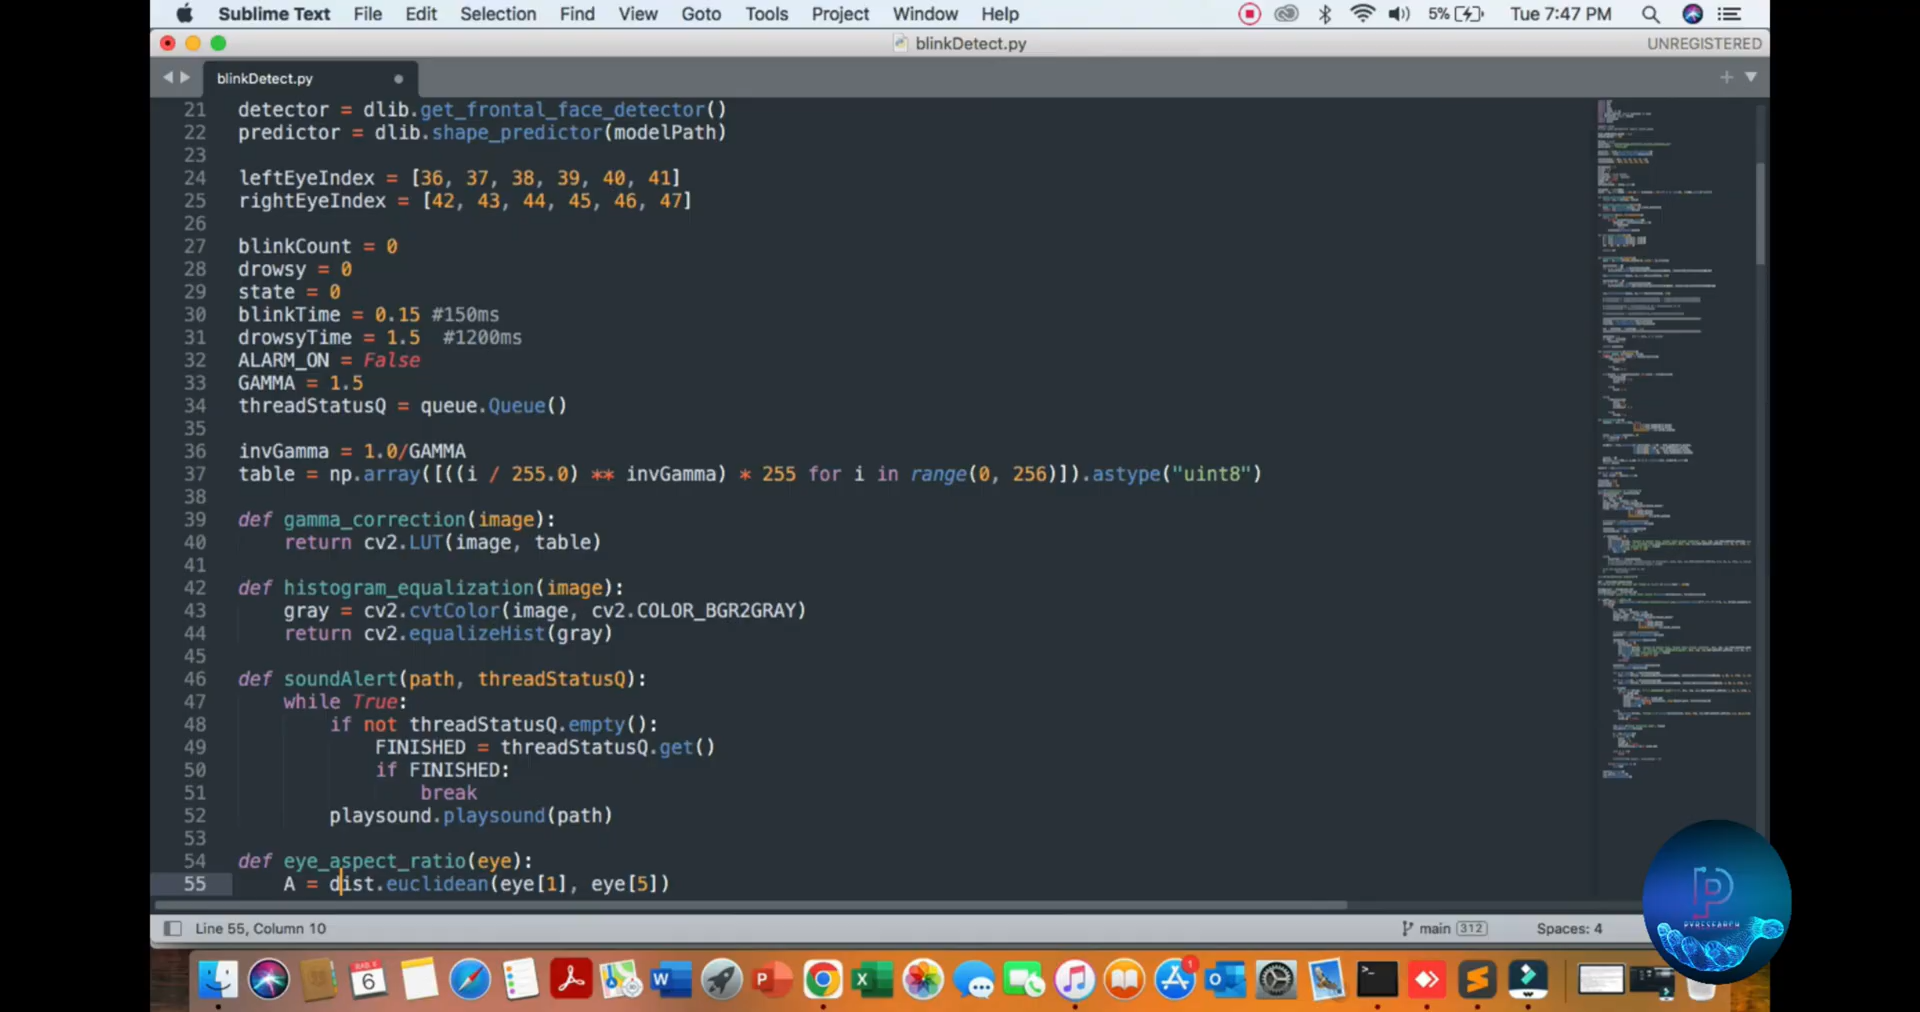 Sublime Text File Edit Selection Find View Goto Tools Project Window Help 5% Tue 7:47 PM
blinkDetect.py UNREGISTERED
blinkDetect.py
21 detector = dlib.get_frontal_face_detector()
22 predictor = dlib.shape_predictor(modelPath)
23
24 leftEyeIndex = [36, 37, 38, 39, 40, 41]
25 rightEyeIndex = [42, 43, 44, 45, 46, 47]
26
27 blinkCount = 0
28 drowsy = 0
29 state = 0
30 blinkTime = 0.15 #150ms
31 drowsyTime = 1.5  #1200ms
32 ALARM_ON = False
33 GAMMA = 1.5
34 threadStatusQ = queue.Queue()
35
36 invGamma = 1.0/GAMMA
37 table = np.array([((i / 255.0) ** invGamma) * 255 for i in range(0, 256)]).astype("uint8")
38
39 def gamma_correction(image):
40     return cv2.LUT(image, table)
41
42 def histogram_equalization(image):
43     gray = cv2.cvtColor(image, cv2.COLOR_BGR2GRAY)
44     return cv2.equalizeHist(gray)
45
46 def soundAlert(path, threadStatusQ):
47     while True:
48         if not threadStatusQ.empty():
49             FINISHED = threadStatusQ.get()
50             if FINISHED:
51                 break
52         playsound.playsound(path)
53
54 def eye_aspect_ratio(eye):
55     A = dist.euclidean(eye[1], eye[5])
Line 55, Column 10 main 312 Spaces: 4
PYRESEARCH
6
1